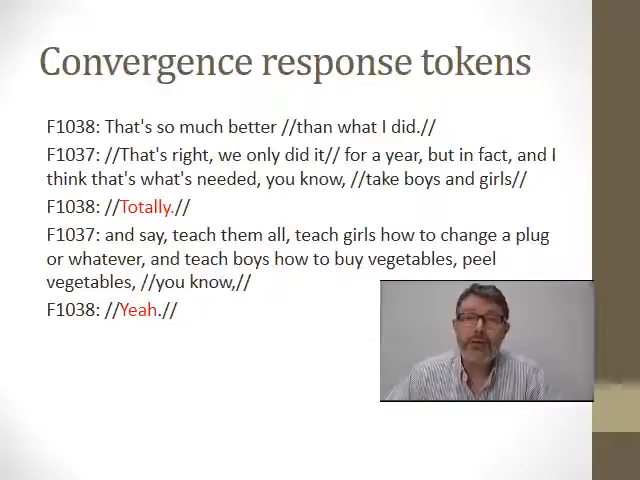 Convergence response tokens
F1038: That's so much better //than what I did.//
F1037: //That's right, we only did it// for a year, but in fact, and I
think that's what's needed, you know, //take boys and girls//
F1038: //Totally.//
F1037: and say, teach them all, teach girls how to change a plug
or whatever, and teach boys how to buy vegetables, peel
vegetables, //you know,//
F1038: //Yeah.//